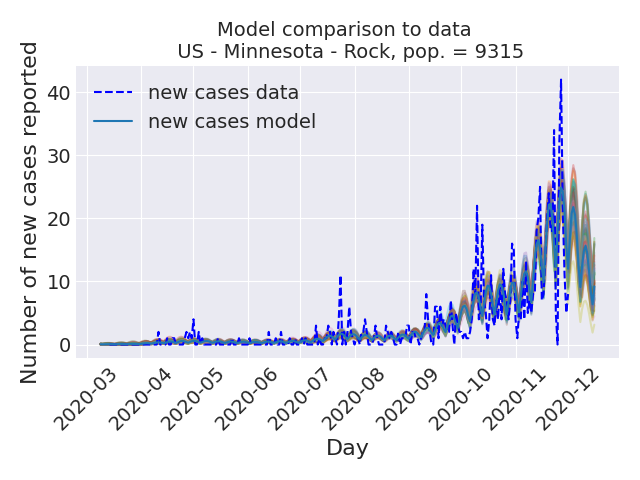 Model comparison to data
US - Minnesota - Rock, pop. = 9315
Number of new cases reported
40
30
20
10
0
new cases data
new cases model
2020-03
2020-04
2020-05
2020-06
2020-07
2020-08
2020-09
2020-10
2020-11
2020-12
Day